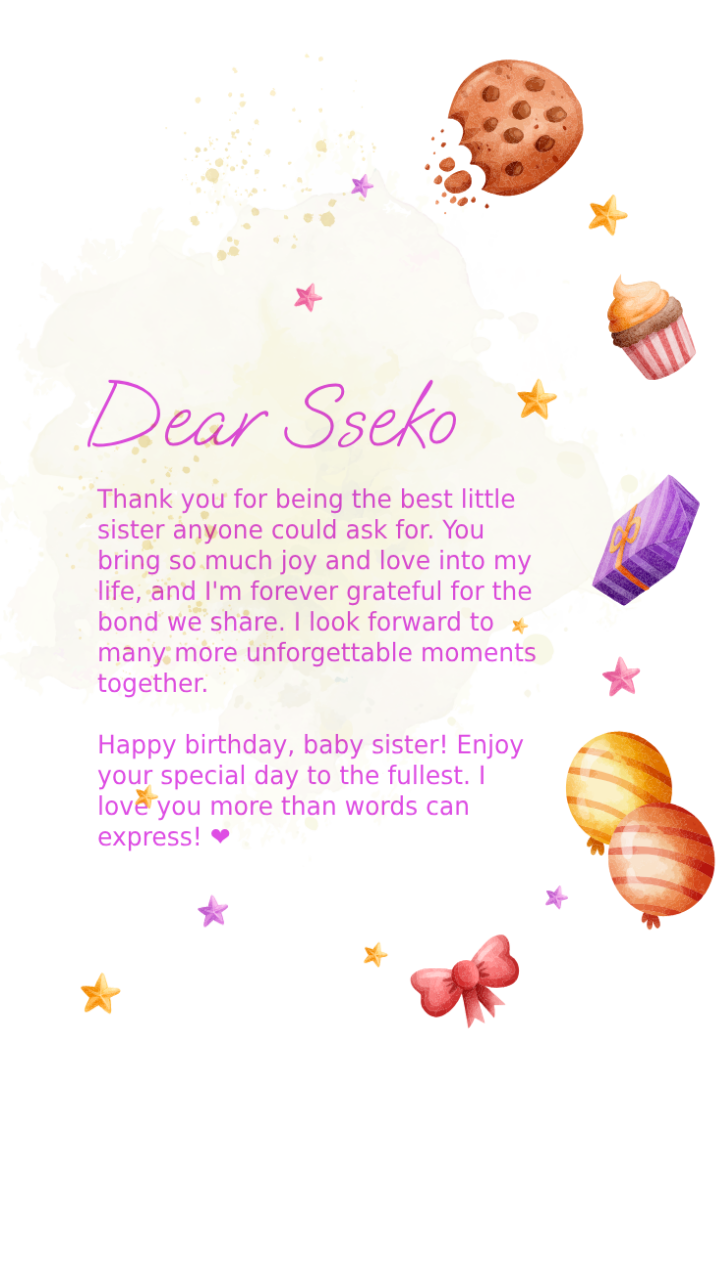 Dear Sseko
Thank you for being the best little
sister anyone could ask for. You
bring so much joy and love into my
life, and I'm forever grateful for the
bond we share. I look forward to
many more unforgettable moments
together.
Happy birthday, baby sister! Enjoy
your special day to the fullest. I
love you more than words can
express! ❤